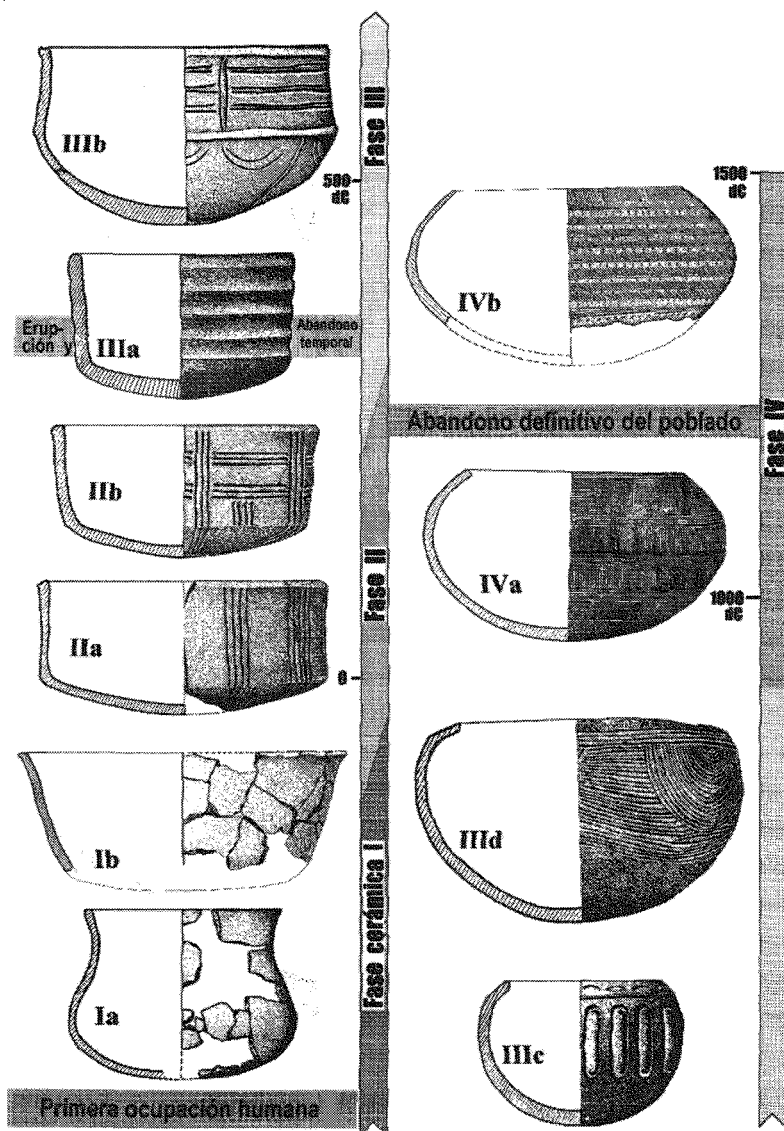 IIIb
Fase III
500
dC
Erup-
ción y
IIIa
Abandono
temporal
IIb
Fase II
IIa
0
Ib
Fase cerámica I
Ia
Primera ocupación humana
1500
dC
IVb
Fase IV
Abandono definitivo del poblado
IVa
1000
dC
IIId
IIIc